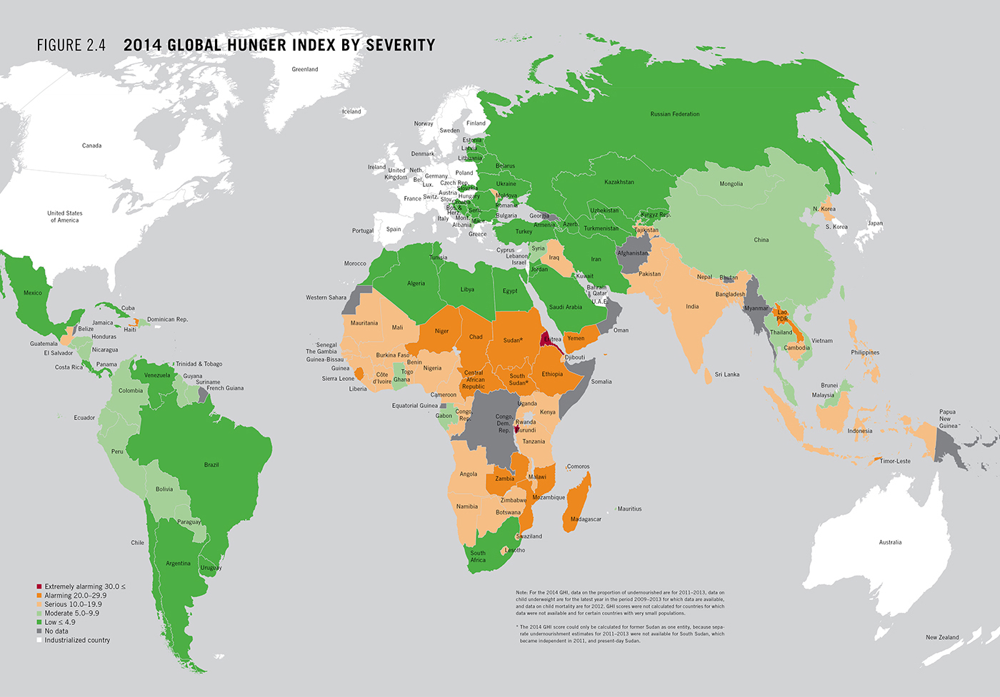 FIGURE 2.4 2014 GLOBAL HUNGER INDEX BY SEVERITY
Greenland
Iceland
Canada
United States
of America
Norway
Sweden
Finland
Denmark
Estonia
Latvia
Lithuania
Ireland
United
Kingdom
Neth.
Bel.
Lux.
Germany
Poland
Belarus
Czech Rep.
Slovakia
Ukraine
France
Switz.
Austria
Slov.
Hungary
Croatia
Moldova
Romania
Bos.&
Herz.
Serb.
Italy
Mont.
Mace.
Albania
Bulgaria
Portugal
Spain
Greece
Russian Federation
Kazakhstan
Mongolia
Georgia
Armenia
Azerb.
Uzbekistan
Kyrgyz Rep.
Turkmenistan
Tajikistan
Turkey
N. Korea
S. Korea
Japan
China
Cyprus
Lebanon
Israel
Syria
Iraq
Iran
Afghanistan
Jordan
Kuwait
Pakistan
Nepal
Bhutan
Bahrain
Qatar
U.A.E.
Bangladesh
India
Myanmar
Lao
PDR
Saudi Arabia
Oman
Yemen
Thailand
Vietnam
Cambodia
Philippines
Sri Lanka
Brunei
Malaysia
Indonesia
Papua
New
Guinea
Timor-Leste
Morocco
Tunisia
Algeria
Libya
Egypt
Western Sahara
Mauritania
Mali
Niger
Chad
Sudan*
Eritrea
Djibouti
Senegal
The Gambia
Guinea-Bissau
Guinea
Sierra Leone
Liberia
Burkina Faso
Benin
Togo
Ghana
Côte
d'Ivoire
Nigeria
Cameroon
Central
African
Republic
South
Sudan*
Ethiopia
Somalia
Equatorial Guinea
Gabon
Congo,
Rep.
Congo,
Dem.
Rep.
Uganda
Kenya
Rwanda
Burundi
Tanzania
Angola
Zambia
Malawi
Comoros
Mozambique
Zimbabwe
Namibia
Botswana
Madagascar
Mauritius
Swaziland
Lesotho
South
Africa
Mexico
Cuba
Jamaica
Haiti
Dominican Rep.
Belize
Honduras
Guatemala
El Salvador
Nicaragua
Costa Rica
Panama
Trinidad & Tobago
Venezuela
Guyana
Suriname
French Guiana
Colombia
Ecuador
Peru
Brazil
Bolivia
Paraguay
Chile
Argentina
Uruguay
Australia
New Zealand
Extremely alarming 30.0 ≤
Alarming 20.0–29.9
Serious 10.0–19.9
Moderate 5.0–9.9
Low ≤ 4.9
No data
Industrialized country
Note: For the 2014 GHI, data on the proportion of undernourished are for 2011–2013, data on
child underweight are for the latest year in the period 2009–2013 for which data are available,
and data on child mortality are for 2012. GHI scores were not calculated for countries for which
data were not available and for certain countries with very small populations.
* The 2014 GHI score could only be calculated for former Sudan as one entity, because sepa-
rate undernourishment estimates for 2011–2013 were not available for South Sudan, which
became independent in 2011, and present-day Sudan.